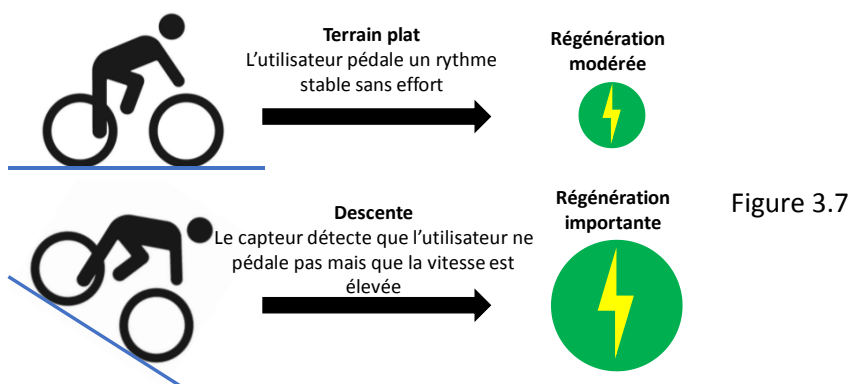 Terrain plat
L'utilisateur pédale un rythme
stable sans effort
Régénération
modérée
Descente
Le capteur détecte que l'utilisateur ne
pédale pas mais que la vitesse est
élevée
Régénération
importante
Figure 3.7